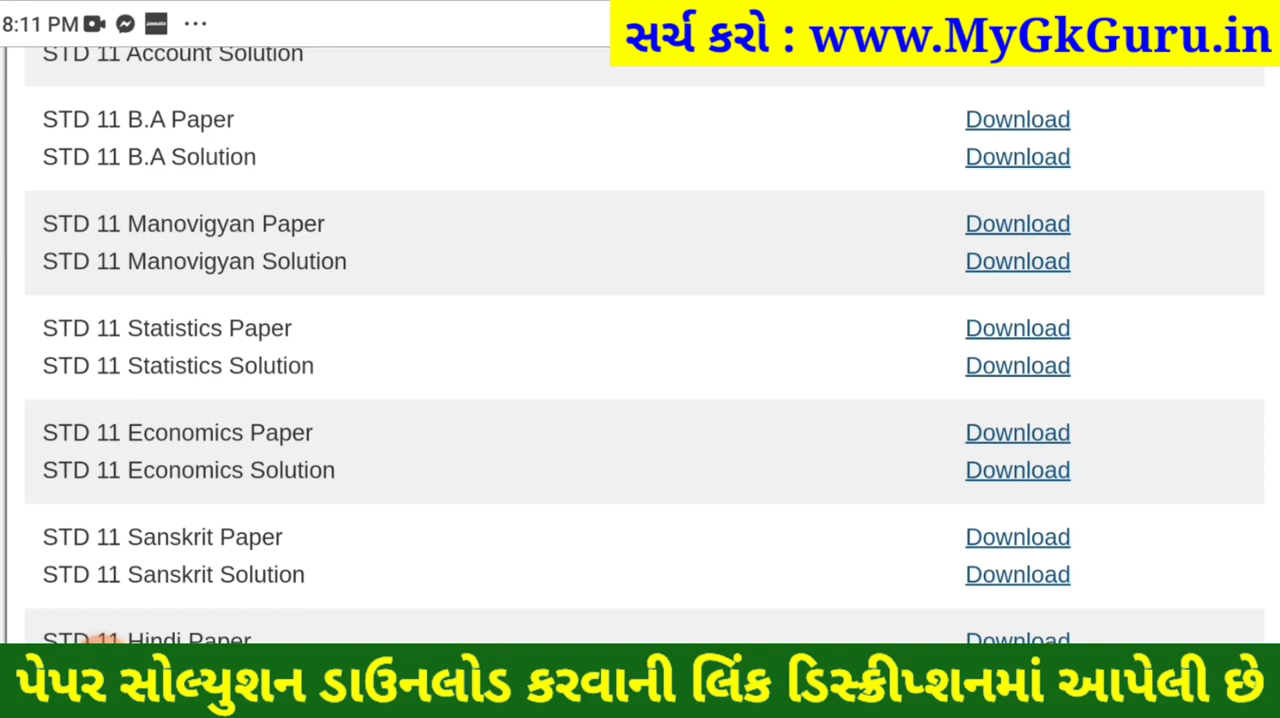 8:11 PM
સર્ચ કરો : www.MyGkGuru.in
STD 11 Account Solution
STD 11 B.A Paper Download
STD 11 B.A Solution Download
STD 11 Manovigyan Paper Download
STD 11 Manovigyan Solution Download
STD 11 Statistics Paper Download
STD 11 Statistics Solution Download
STD 11 Economics Paper Download
STD 11 Economics Solution Download
STD 11 Sanskrit Paper Download
STD 11 Sanskrit Solution Download
STD 11 Hindi Paper Download
પેપર સોલ્યુશન ડાઉનલોડ કરવાની લિંક ડિસ્ક્રીપ્શનમાં આપેલી છે